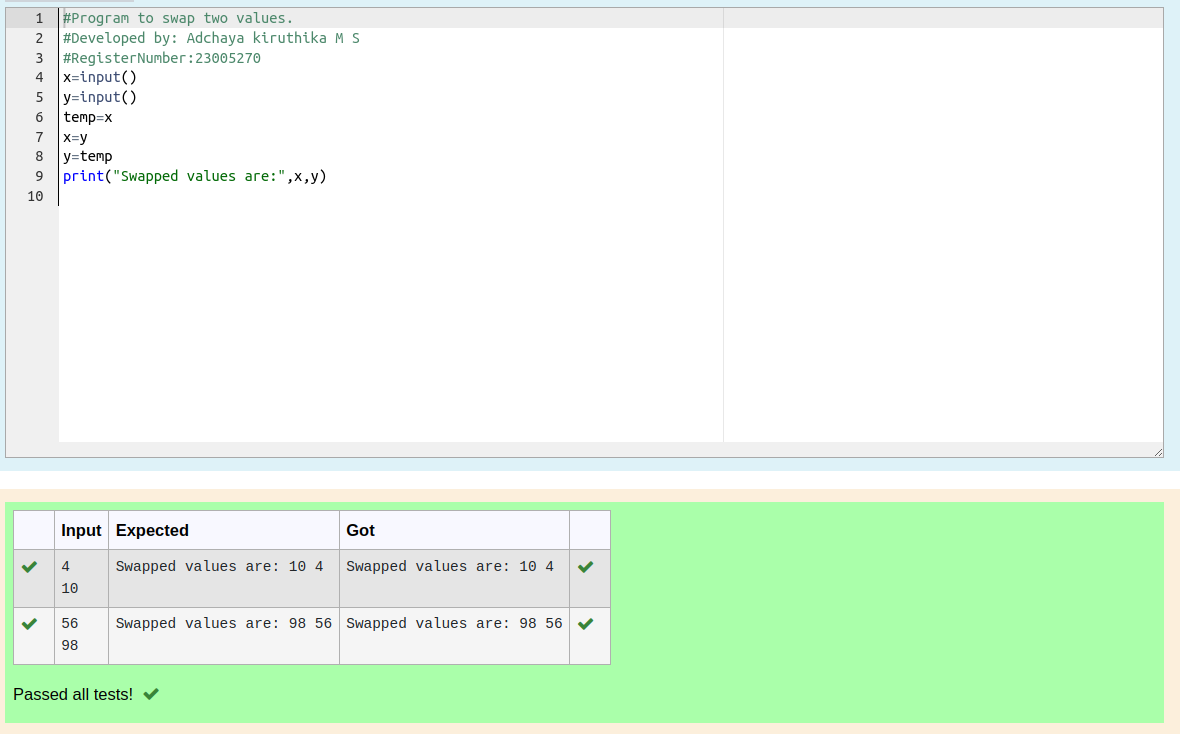 1 #Program to swap two values.
2 #Developed by: Adchaya kiruthika M S
3 #RegisterNumber:23005270
4 x=input()
5 y=input()
6 temp=x
7 x=y
8 y=temp
9 print("Swapped values are:",x,y)
10
Input Expected Got
4 Swapped values are: 10 4 Swapped values are: 10 4
10
56 Swapped values are: 98 56 Swapped values are: 98 56
98
Passed all tests!